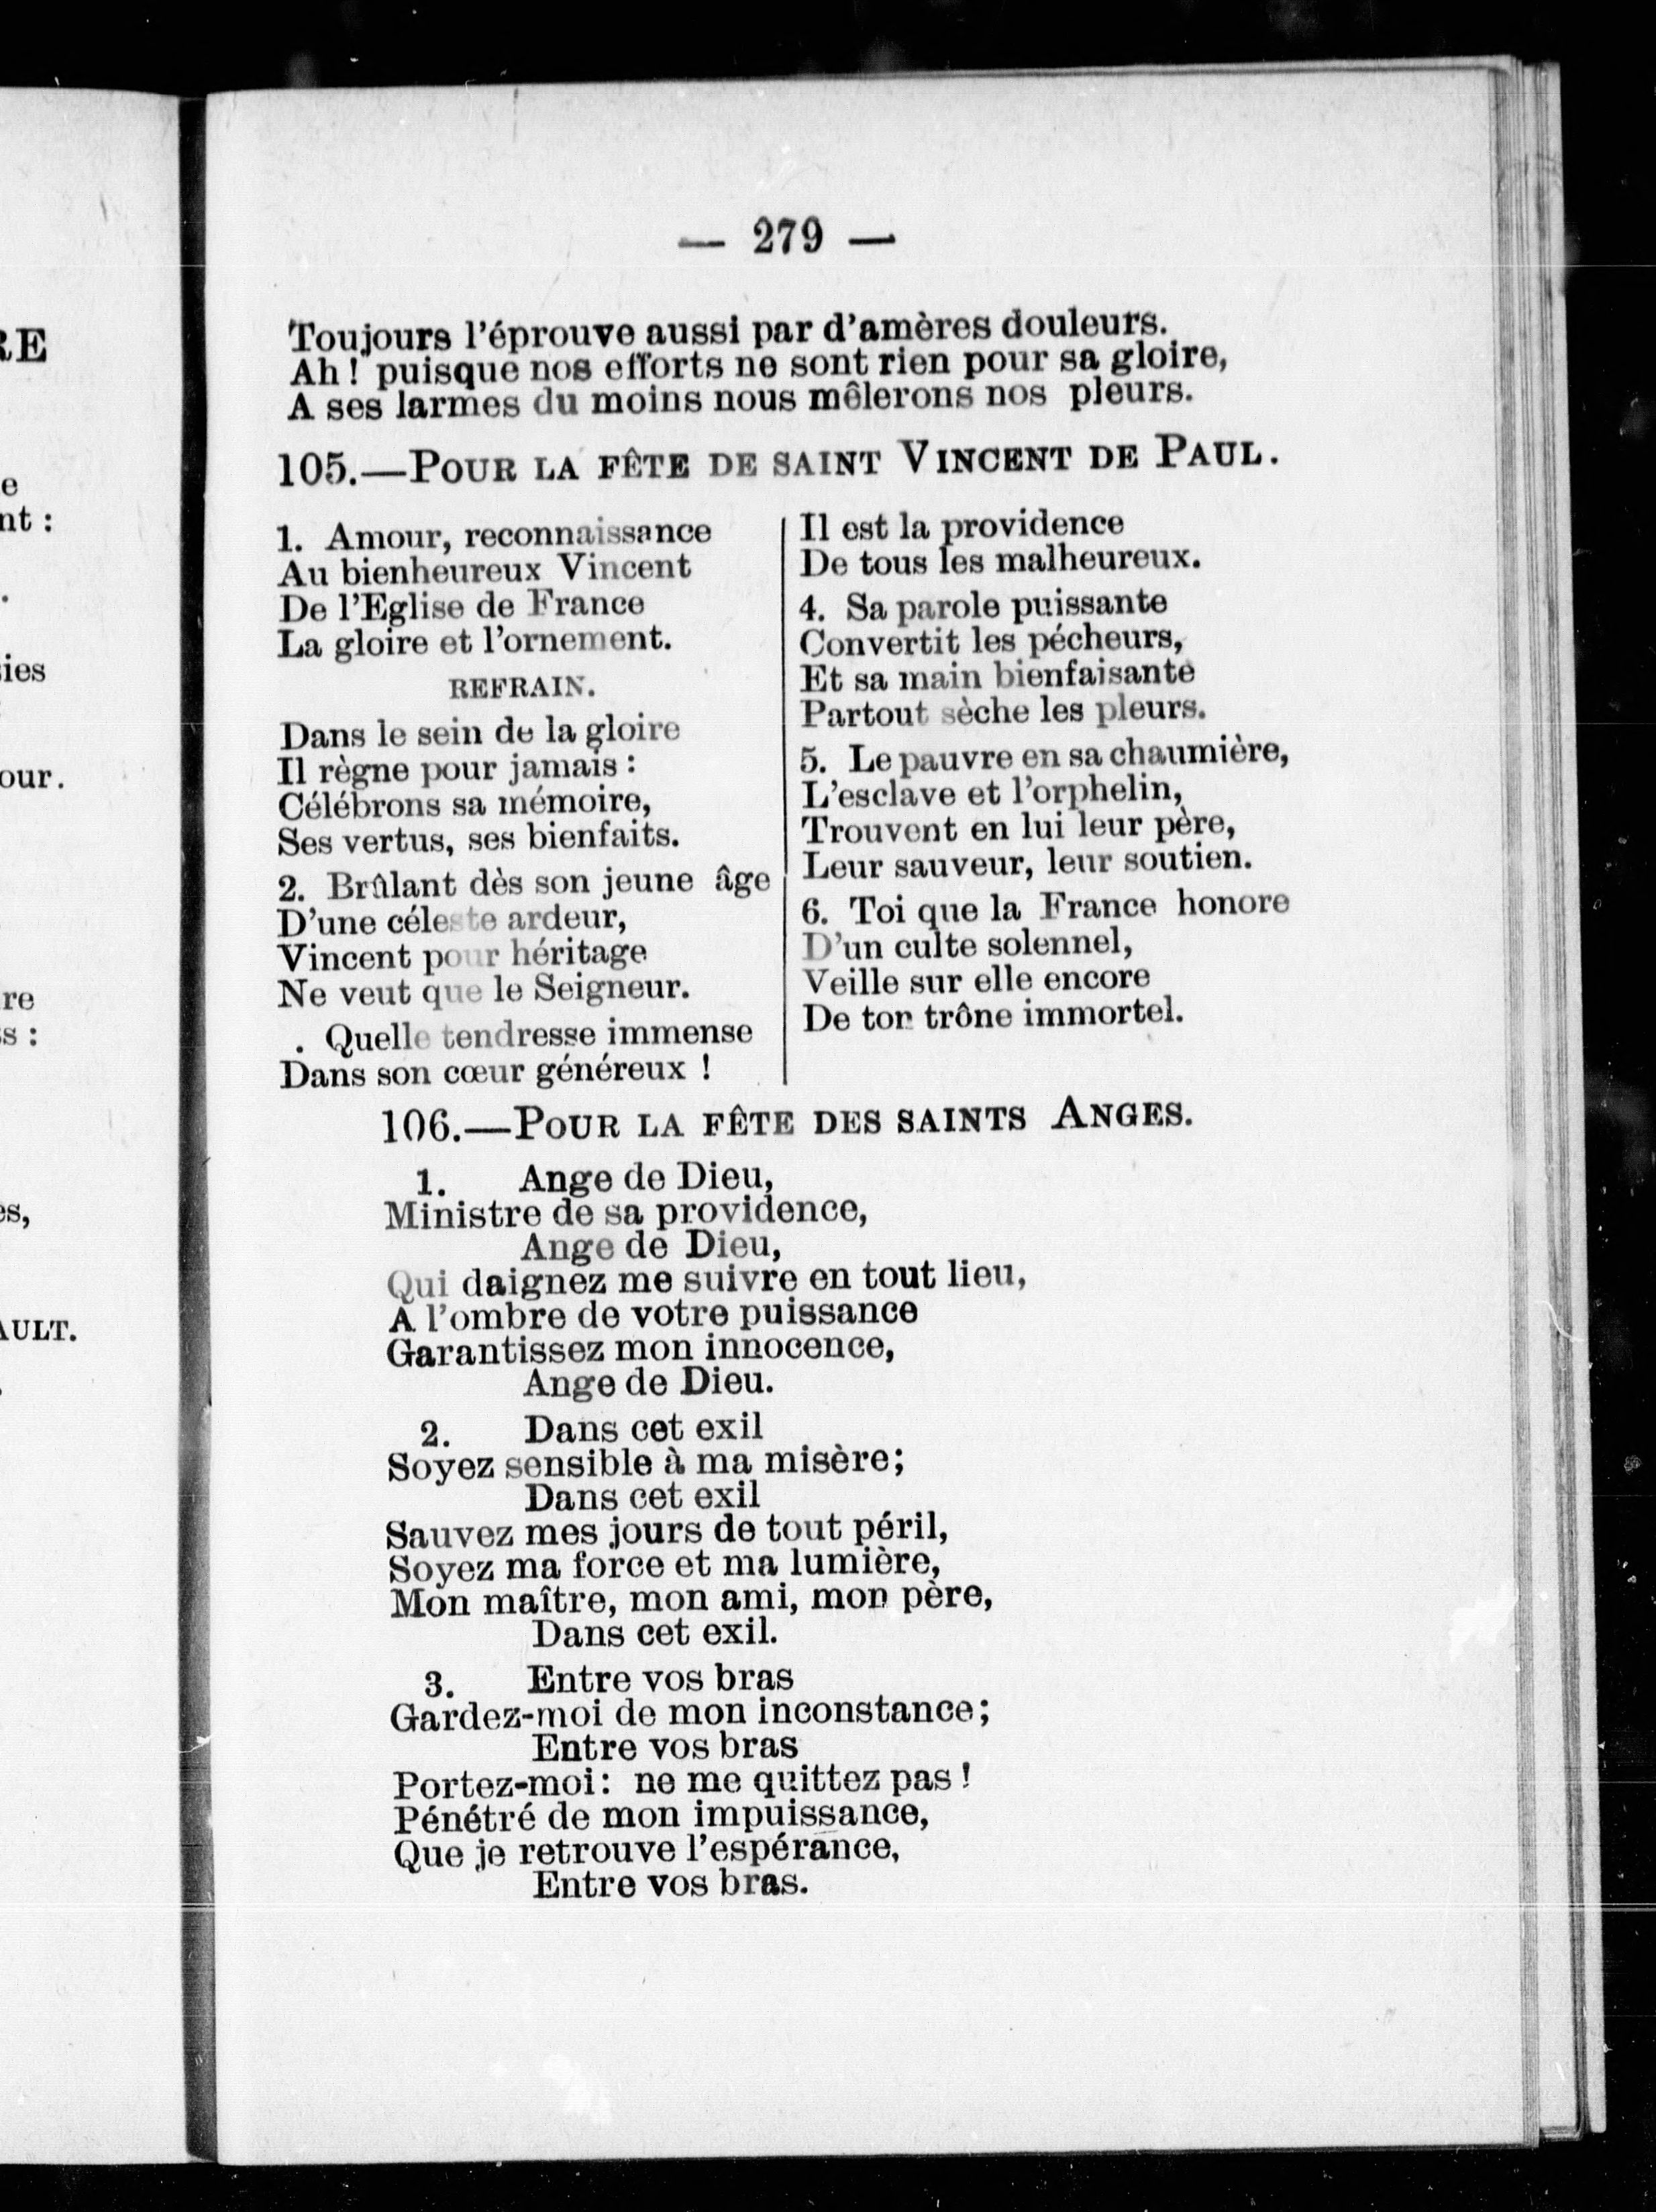 — 279 —
Toujours l'éprouve aussi par d'amères douleurs.
Ah ! puisque nos efforts ne sont rien pour sa gloire,
A ses larmes du moins nous mêlerons nos pleurs.
105.—POUR LA FÊTE DE SAINT VINCENT DE PAUL.
1. Amour, reconnaissance
Au bienheureux Vincent
De l'Eglise de France
La gloire et l'ornement.
REFRAIN.
Dans le sein de la gloire
Il règne pour jamais :
Célébrons sa mémoire,
Ses vertus, ses bienfaits.
2. Brûlant dès son jeune âge
D'une céleste ardeur,
Vincent pour héritage
Ne veut que le Seigneur.
. Quelle tendresse immense
Dans son cœur généreux !
Il est la providence
De tous les malheureux.
4. Sa parole puissante
Convertit les pécheurs,
Et sa main bienfaisante
Partout sèche les pleurs.
5. Le pauvre en sa chaumière,
L'esclave et l'orphelin,
Trouvent en lui leur père,
Leur sauveur, leur soutien.
6. Toi que la France honore
D'un culte solennel,
Veille sur elle encore
De ton trône immortel.
106.—POUR LA FÊTE DES SAINTS ANGES.
1. Ange de Dieu,
Ministre de sa providence,
Ange de Dieu,
Qui daignez me suivre en tout lieu,
A l'ombre de votre puissance
Garantissez mon innocence,
Ange de Dieu.
2. Dans cet exil
Soyez sensible à ma misère;
Dans cet exil
Sauvez mes jours de tout péril,
Soyez ma force et ma lumière,
Mon maître, mon ami, mon père,
Dans cet exil.
3. Entre vos bras
Gardez-moi de mon inconstance;
Entre vos bras
Portez-moi: ne me quittez pas !
Pénétré de mon impuissance,
Que je retrouve l'espérance,
Entre vos bras.